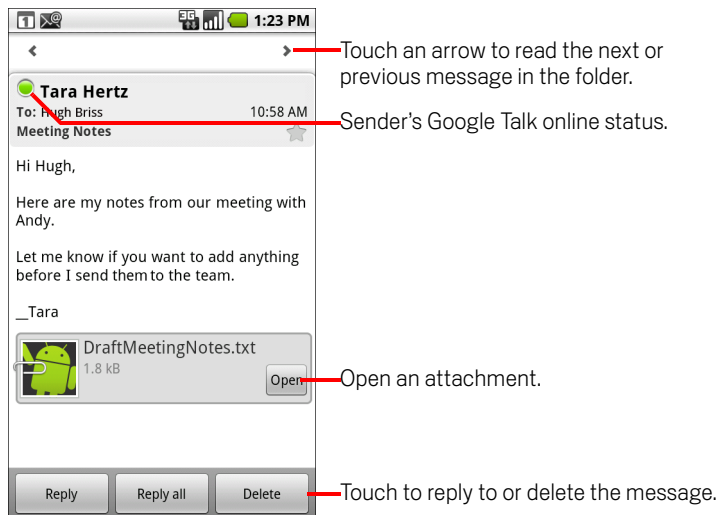 1 3G 1:23 PM
Touch an arrow to read the next or
previous message in the folder.
Tara Hertz
To: Hugh Briss 10:58 AM
Sender's Google Talk online status.
Meeting Notes
Hi Hugh,
Here are my notes from our meeting with
Andy.
Let me know if you want to add anything
before I send them to the team.
__Tara
DraftMeetingNotes.txt
1.8 kB
Open
Open an attachment.
Reply Reply all Delete
Touch to reply to or delete the message.